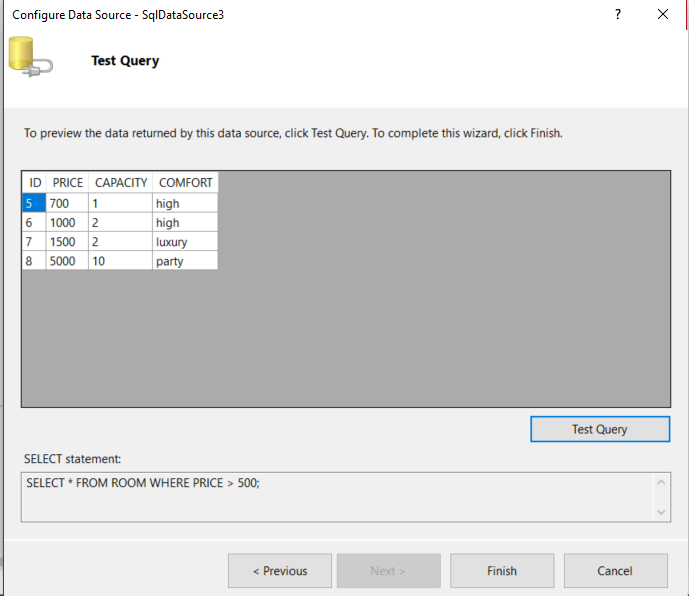 Configure Data Source - SqlDataSource3 ?
Test Query
To preview the data returned by this data source, click Test Query. To complete this wizard, click Finish.
ID PRICE CAPACITY COMFORT
5 700 1 high
6 1000 2 high
7 1500 2 luxury
8 5000 10 party
Test Query
SELECT statement:
SELECT * FROM ROOM WHERE PRICE > 500;
< Previous Next > Finish Cancel